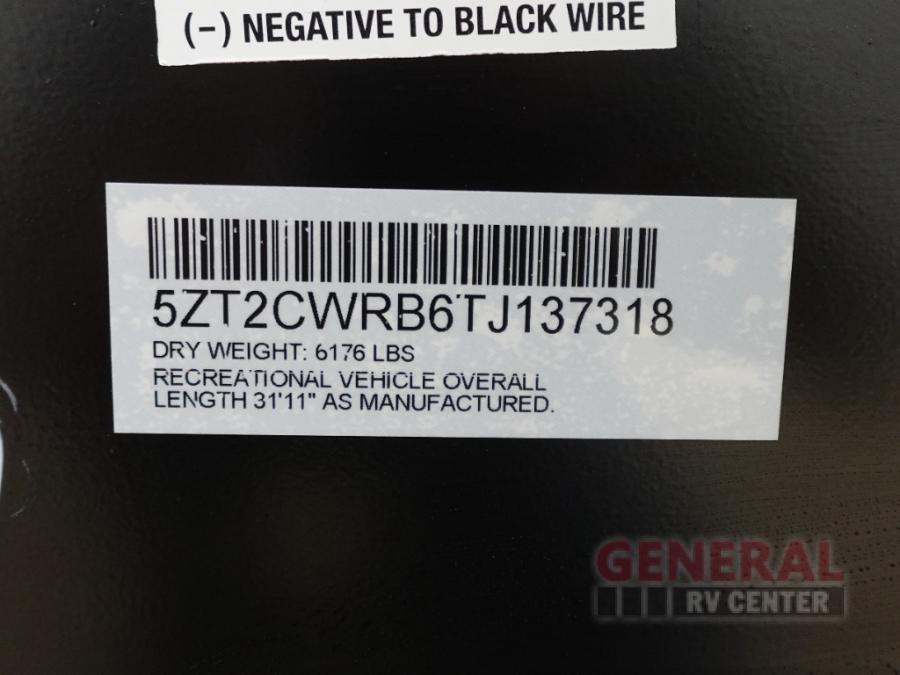 (–) NEGATIVE TO BLACK WIRE
5ZT2CWRB6TJ137318
DRY WEIGHT: 6176 LBS
RECREATIONAL VEHICLE OVERALL
LENGTH 31'11" AS MANUFACTURED.
GENERAL
RV CENTER